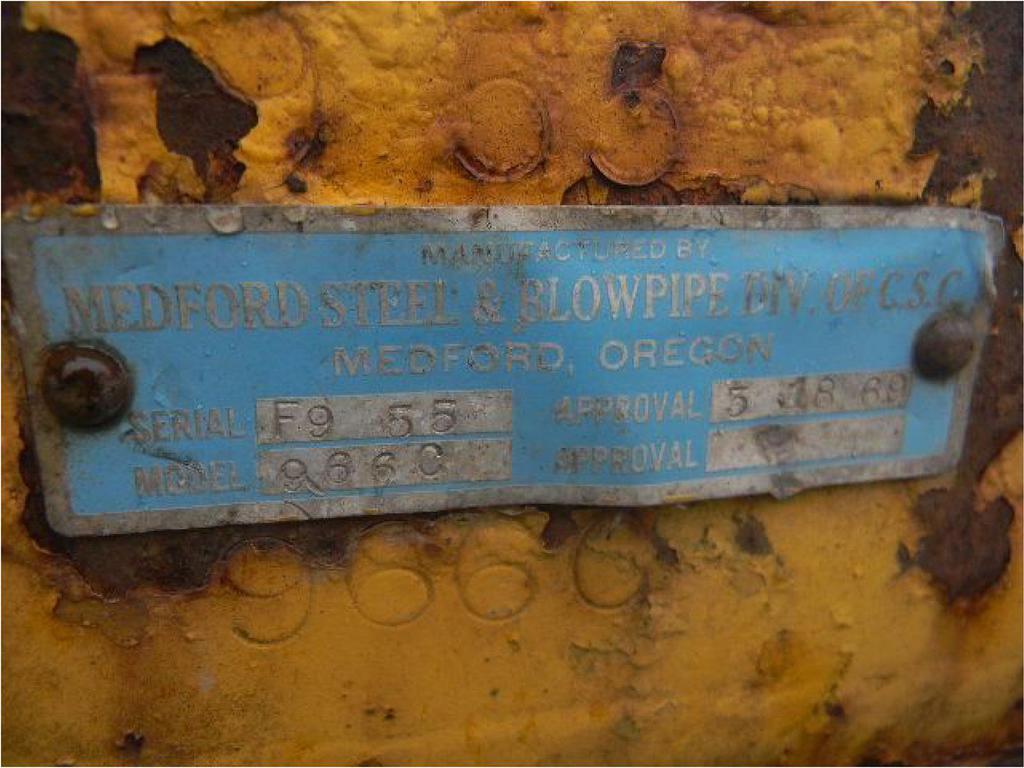 MANUFACTURED BY
MEDFORD STEEL & BLOWPIPE DIV. OF C.S.C.
MEDFORD, OREGON
SERIAL F9 55 APPROVAL 5 18 69
MODEL 966C APPROVAL
966